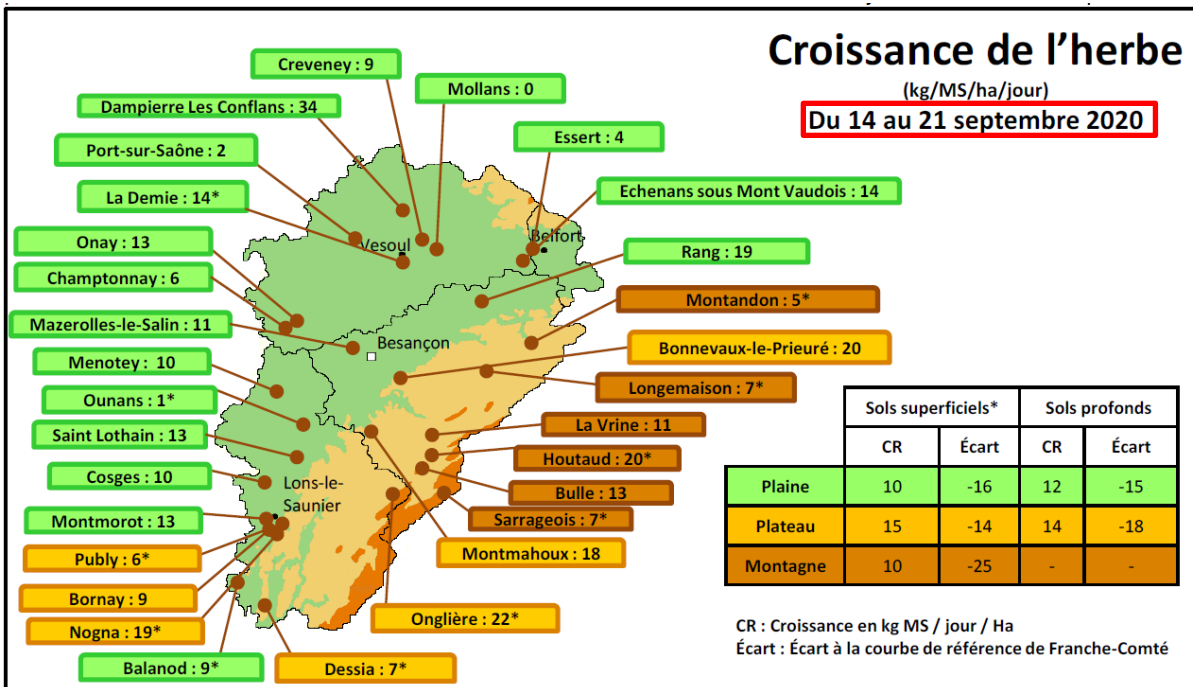 Croissance de l’herbe
(kg/MS/ha/jour)
Du 14 au 21 septembre 2020
Creveney : 9
Mollans : 0
Dampierre Les Conflans : 34
Essert : 4
Port-sur-Saône : 2
Echenans sous Mont Vaudois : 14
La Demie : 14*
Vesoul
Belfort
Onay : 13
Rang : 19
Champtonnay : 6
Montandon : 5*
Mazerolles-le-Salin : 11
Besançon
Bonnevaux-le-Prieuré : 20
Menotey : 10
Longemaison : 7*
Ounans : 1*
La Vrine : 11
Saint Lothain : 13
Houtaud : 20*
Cosges : 10
Lons-le-
Saunier
Bulle : 13
Montmorot : 13
Sarrageois : 7*
Publy : 6*
Montmahoux : 18
Bornay : 9
Onglière : 22*
Nogna : 19*
Balanod : 9*
Dessia : 7*
Sols superficiels* Sols profonds
CR Écart CR Écart
Plaine 10 -16 12 -15
Plateau 15 -14 14 -18
Montagne 10 -25 - -
CR : Croissance en kg MS / jour / Ha
Écart : Écart à la courbe de référence de Franche-Comté